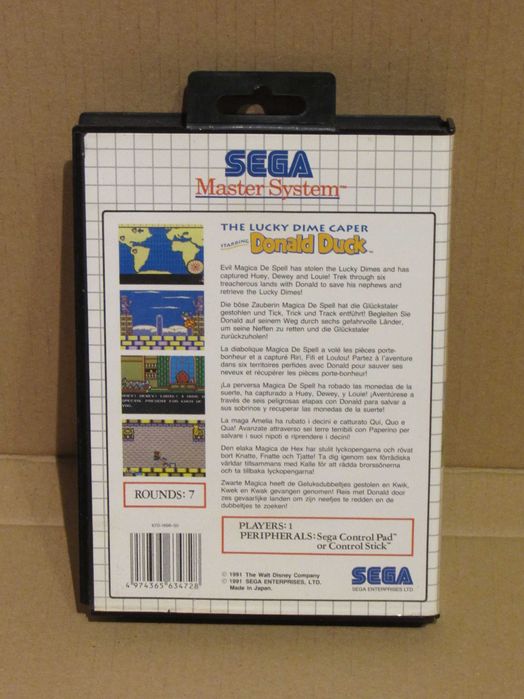 SEGA
Master System™
THE LUCKY DIME CAPER
STARRING Donald Duck™
Evil Magica De Spell has stolen the Lucky Dimes and has
captured Huey, Dewey and Louie! Trek through six
treacherous lands with Donald to save his nephews and
retrieve the Lucky Dimes!
Die böse Zauberin Magica De Spell hat die Glückstaler
gestohlen und Tick, Trick und Track entführt! Begleiten Sie
Donald auf seinem Weg durch sechs gefahrvolle Länder,
um seine Neffen zu retten und die Glückstaler
zurückzuholen!
La diabolique Magica De Spell a volé les pièces porte-
bonheur et a capturé Riri, Fifi et Loulou! Partez à l'aventure
dans six territoires perfides avec Donald pour sauver ses
neveux et récupérer les pièces porte-bonheur!
¡La perversa Magica De Spell ha robado las monedas de la
suerte, ha capturado a Huey, Dewey, y Louie! ¡Aventúrese a
través de seis peligrosas etapas con Donald para salvar a
sus sobrinos y recuperar las monedas de la suerte!
La maga Amelia ha rubato i decini e catturato Qui, Quo e
Qua! Avanzate attraverso sei terre terribili con Paperino per
salvare i suoi nipoti e riprendere i decini!
Den elaka Magica de Hex har stulit lyckopengarna och rövat
bort Knatte, Fnatte och Tjatte! Ta dig igenom sex förrädiska
världar tillsammans med Kalle för att rädda brorssönerna
och ta tillbaka lyckopengarna!
Zwarte Magica heeft de Geluksdubbeltjes gestolen en Kwik,
Kwek en Kwak gevangen genomen! Reis met Donald door
zes gevaarlijke landen om zijn neefjes te redden en de
dubbeltjes te zoeken!
ROUNDS: 7
PLAYERS: 1
PERIPHERALS: Sega Control Pad™
or Control Stick™
4 974365 634728
© 1991 The Walt Disney Company
© 1991 SEGA ENTERPRISES, LTD.
Made in Japan.
SEGA
SEGA ENTERPRISES LTD